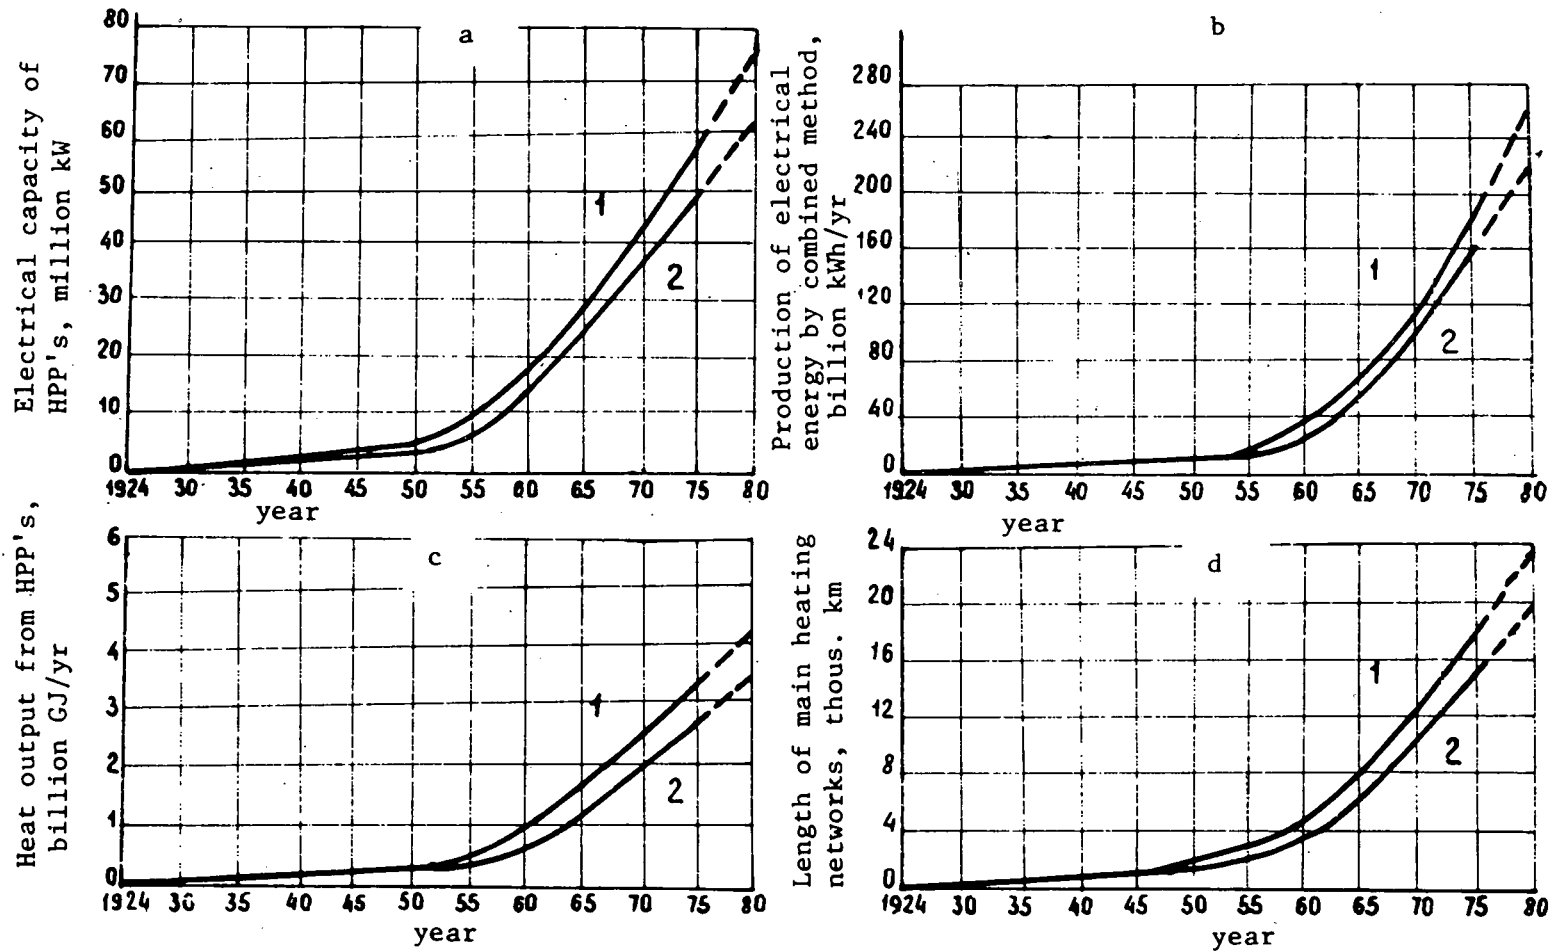 a
Electrical capacity of
HPP's, million kW
80
70
60
50
40
30
20
10
0
1
2
1924 30 35 40 45 50 55 60 65 70 75 80
year
b
Production of electrical
energy by combined method,
billion kWh/yr
280
240
200
160
120
80
40
0
1
2
1924 30 35 40 45 50 55 60 65 70 75 80
year
c
Heat output from HPP's,
billion GJ/yr
6
5
4
3
2
1
0
1
2
1924 30 35 40 45 50 55 60 65 70 75 80
year
d
Length of main heating
networks, thous. km
24
20
16
12
8
4
0
1
2
1924 30 35 40 45 50 55 60 65 70 75 80
year